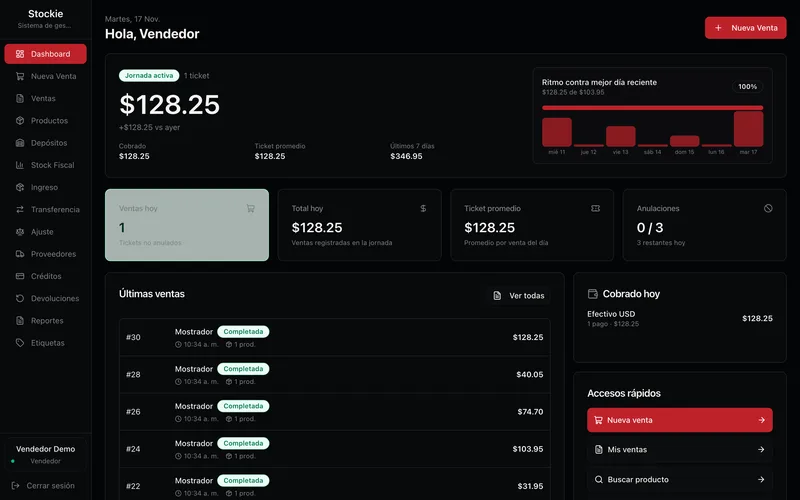 Stockie
Sistema de ges...
Dashboard
Nueva Venta
Ventas
Productos
Depósitos
Stock Fiscal
Ingreso
Transferencia
Ajuste
Proveedores
Créditos
Devoluciones
Reportes
Etiquetas
Vendedor Demo
Vendedor
Cerrar sesión
Martes, 17 Nov.
Hola, Vendedor
Nueva Venta
Jornada activa 1 ticket
$128.25
+$128.25 vs ayer
Cobrado
$128.25
Ticket promedio
$128.25
Últimos 7 días
$346.95
Ritmo contra mejor día reciente
$128.25 de $103.95
100%
mié 11 jue 12 vie 13 sáb 14 dom 15 lun 16 mar 17
Ventas hoy
1
Tickets no anulados
Total hoy
$128.25
Ventas registradas en la jornada
Ticket promedio
$128.25
Promedio por venta del día
Anulaciones
0 / 3
3 restantes hoy
Últimas ventas
Ver todas
#30 Mostrador Completada $128.25
10:34 a. m. 1 prod.
#28 Mostrador Completada $40.05
10:34 a. m. 1 prod.
#26 Mostrador Completada $74.70
10:34 a. m. 1 prod.
#24 Mostrador Completada $103.95
10:34 a. m. 1 prod.
#22 Mostrador Completada $31.95
10:34 a. m. 1 prod.
Cobrado hoy
Efectivo USD
1 pago · $128.25
$128.25
Accesos rápidos
Nueva venta
Mis ventas
Buscar producto